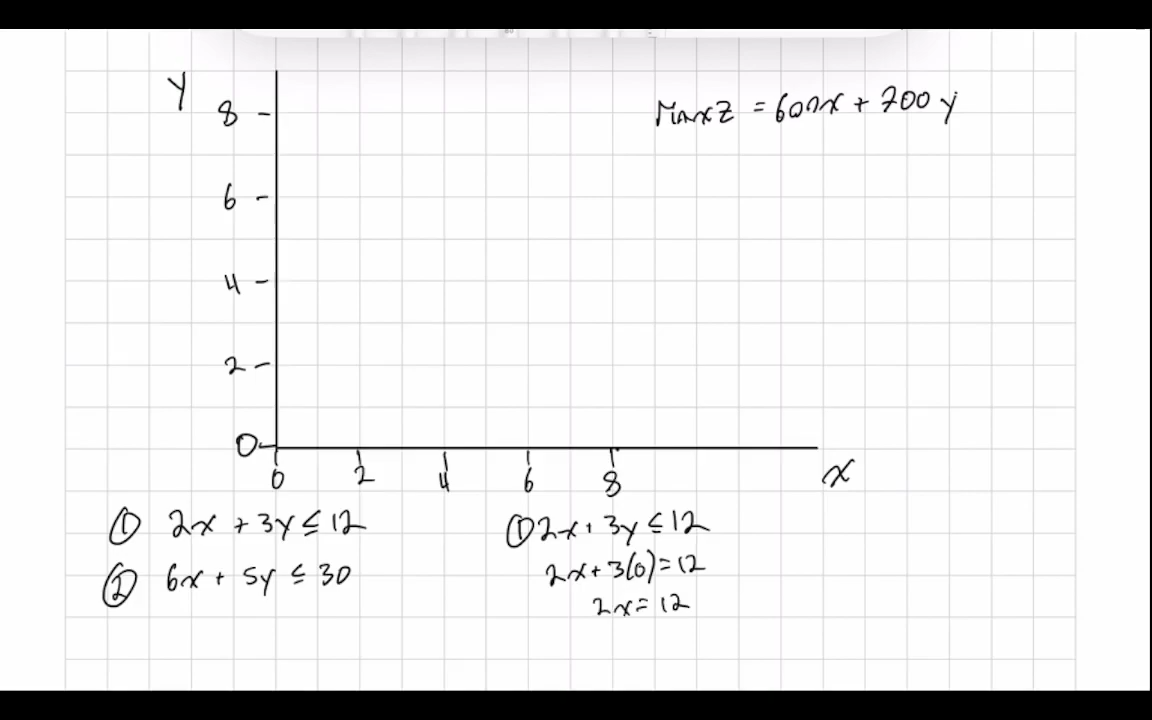 Y
Max Z = 600x + 700y
8
6
4
2
0
0 2 4 6 8
x
① 2x + 3y ≤ 12
② 6x + 5y ≤ 30
① 2x + 3y ≤ 12
2x + 3(0) = 12
2x = 12